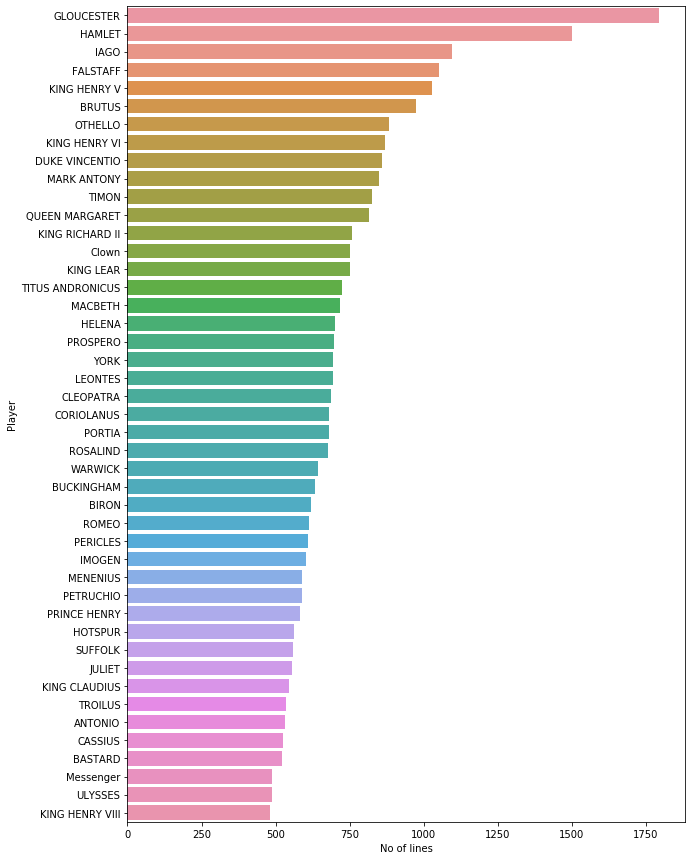 GLOUCESTER
HAMLET
IAGO
FALSTAFF
KING HENRY V
BRUTUS
OTHELLO
KING HENRY VI
DUKE VINCENTIO
MARK ANTONY
TIMON
QUEEN MARGARET
KING RICHARD II
Clown
KING LEAR
TITUS ANDRONICUS
MACBETH
HELENA
PROSPERO
YORK
LEONTES
CLEOPATRA
CORIOLANUS
PORTIA
ROSALIND
WARWICK
BUCKINGHAM
BIRON
ROMEO
PERICLES
IMOGEN
MENENIUS
PETRUCHIO
PRINCE HENRY
HOTSPUR
SUFFOLK
JULIET
KING CLAUDIUS
TROILUS
ANTONIO
CASSIUS
BASTARD
Messenger
ULYSSES
KING HENRY VIII
Player
0 250 500 750 1000 1250 1500 1750
No of lines